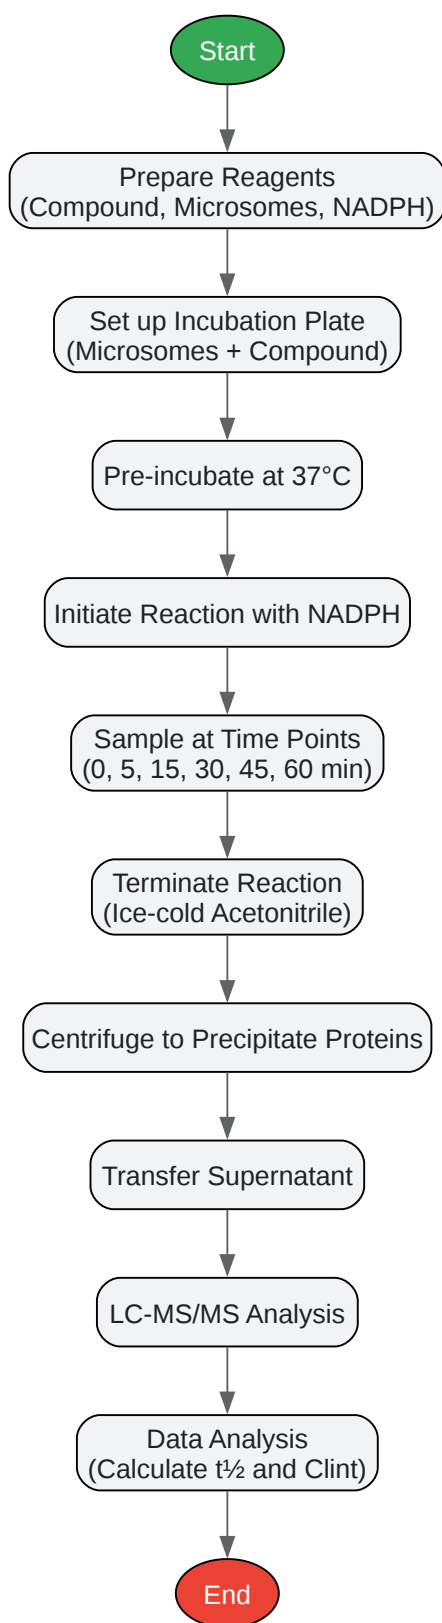 Start
Prepare Reagents
(Compound, Microsomes, NADPH)
Set up Incubation Plate
(Microsomes + Compound)
Pre-incubate at 37°C
Initiate Reaction with NADPH
Sample at Time Points
(0, 5, 15, 30, 45, 60 min)
Terminate Reaction
(Ice-cold Acetonitrile)
Centrifuge to Precipitate Proteins
Transfer Supernatant
LC-MS/MS Analysis
Data Analysis
(Calculate t½ and Clint)
End